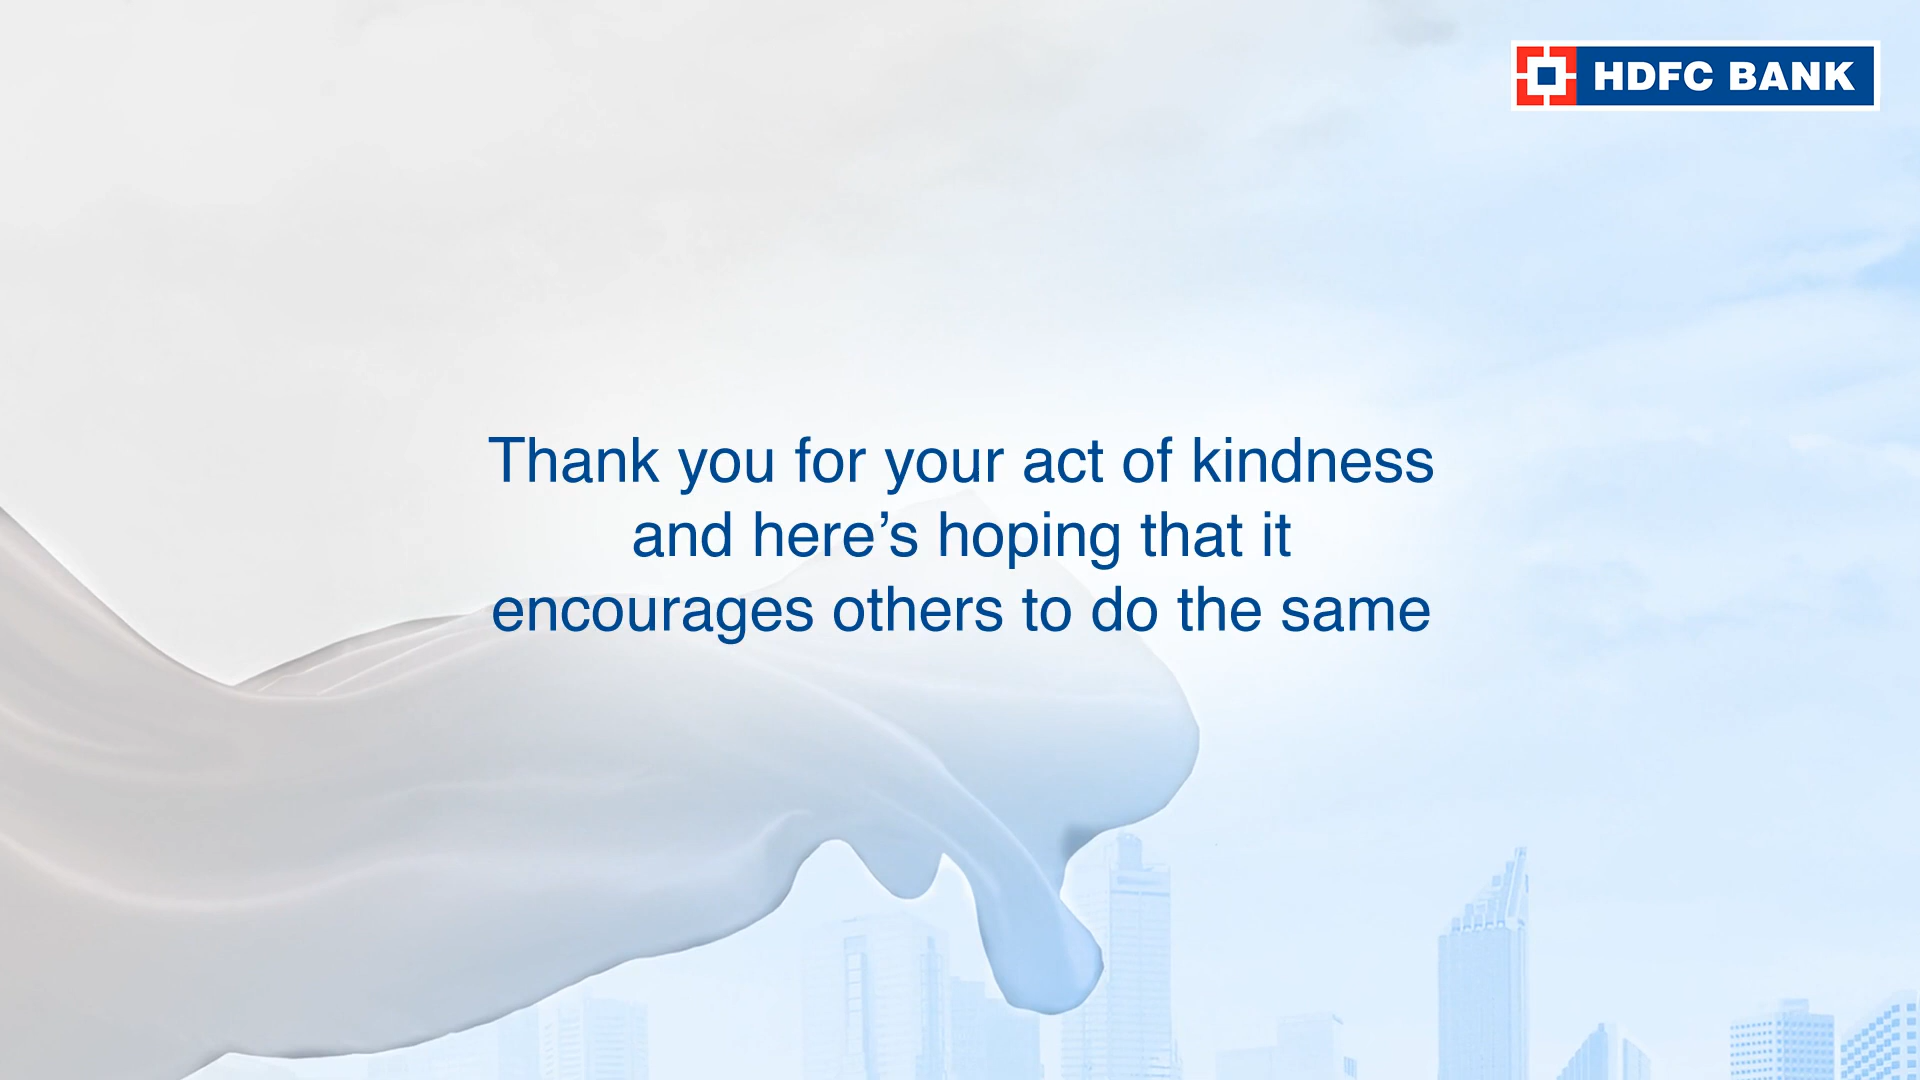 HDFC BANK
Thank you for your act of kindness
and here’s hoping that it
encourages others to do the same